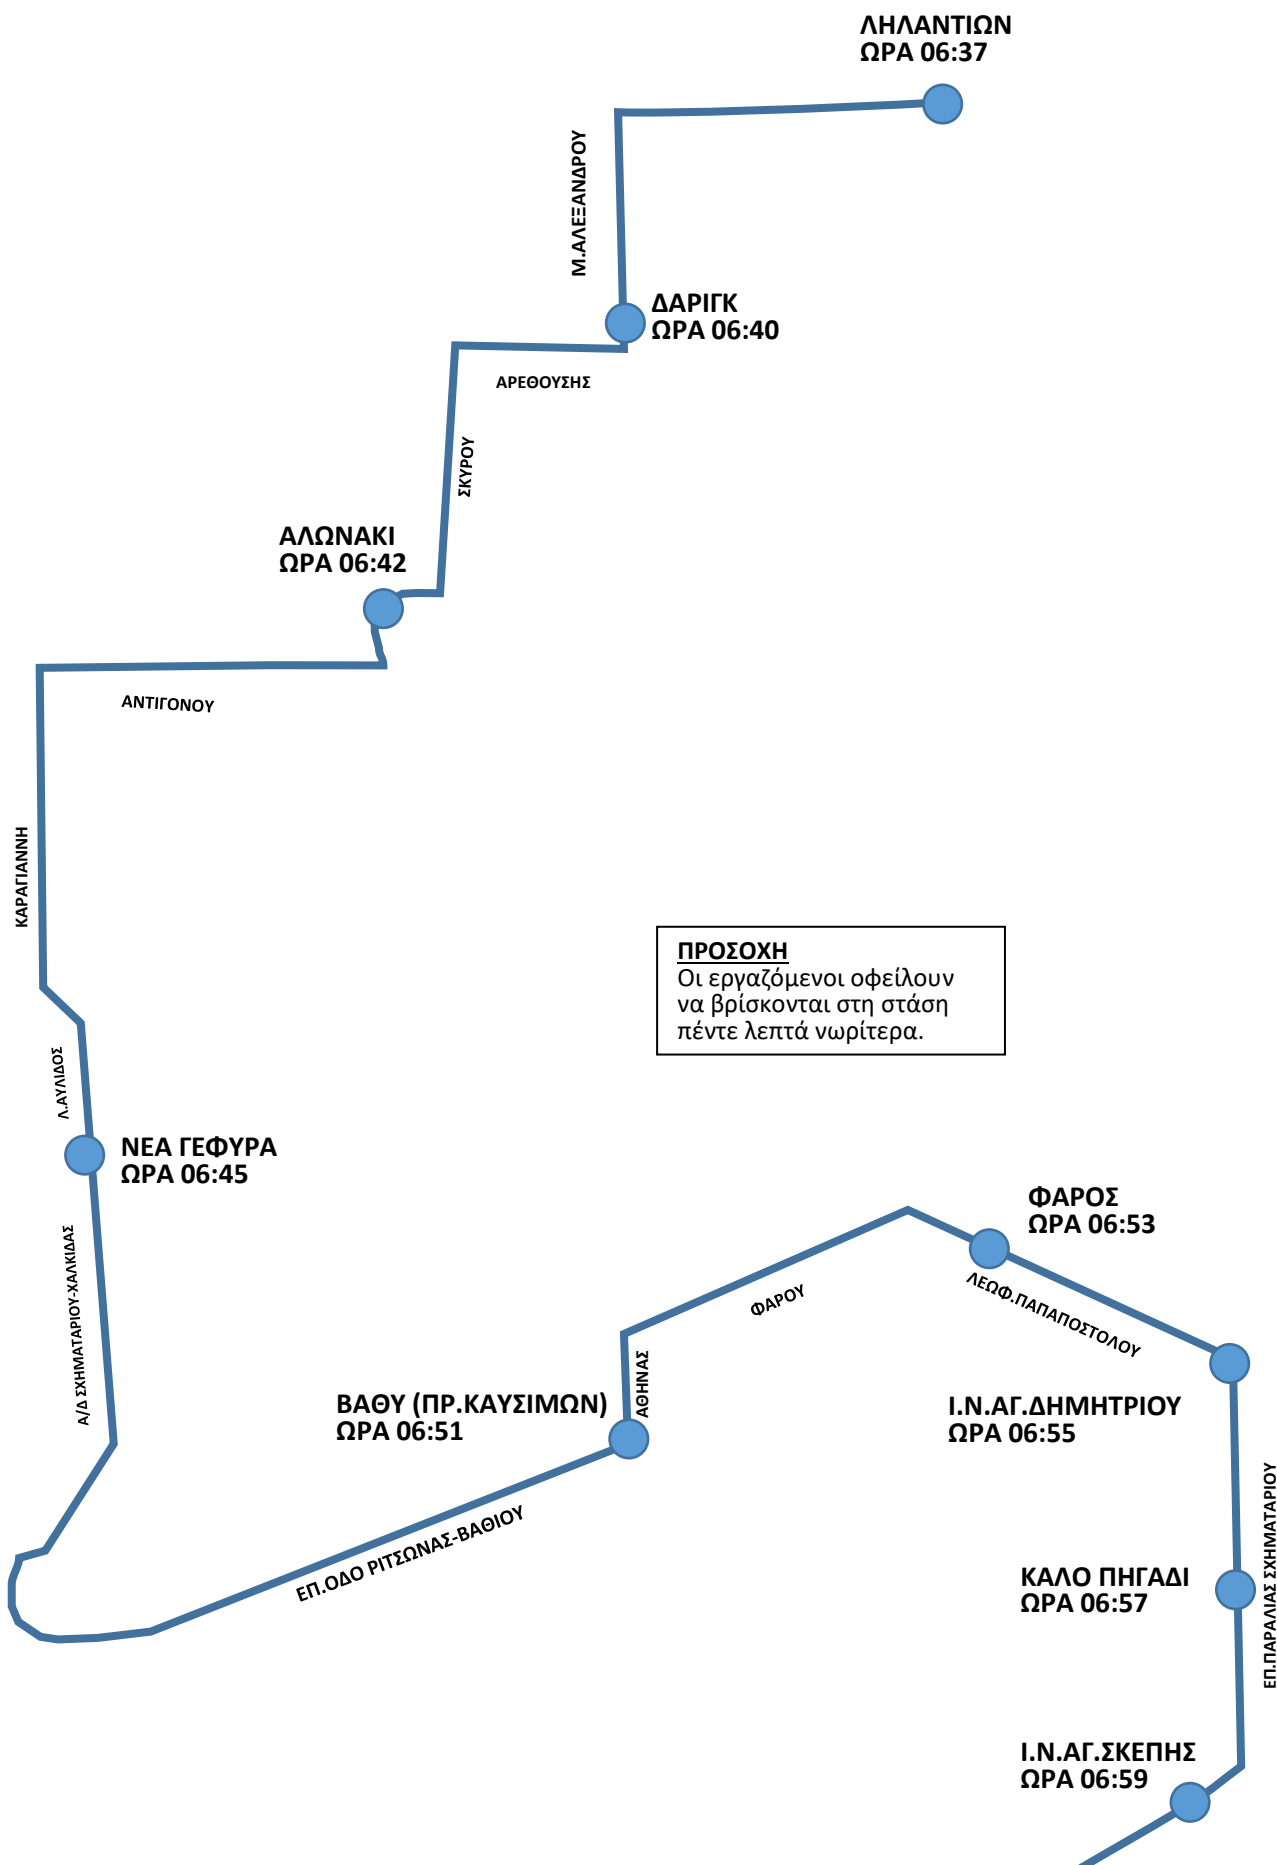 ΛΗΛΑΝΤΙΩΝ
ΩΡΑ 06:37
Μ.ΑΛΕΞΑΝΔΡΟΥ
ΔΑΡΙΓΚ
ΩΡΑ 06:40
ΑΡΕΘΟΥΣΗΣ
ΣΚΥΡΟΥ
ΑΛΩΝΑΚΙ
ΩΡΑ 06:42
ΑΝΤΙΓΟΝΟΥ
ΚΑΡΑΓΙΑΝΝΗ
ΠΡΟΣΟΧΗ
Οι εργαζόμενοι οφείλουν
να βρίσκονται στη στάση
πέντε λεπτά νωρίτερα.
Λ.ΑΥΛΙΔΟΣ
ΝΕΑ ΓΕΦΥΡΑ
ΩΡΑ 06:45
Α/Δ ΣΧΗΜΑΤΑΡΙΟΥ-ΧΑΛΚΙΔΑΣ
ΦΑΡΟΣ
ΩΡΑ 06:53
ΦΑΡΟΥ
ΛΕΩΦ.ΠΑΠΑΠΟΣΤΟΛΟΥ
ΑΘΗΝΑΣ
ΒΑΘΥ (ΠΡ.ΚΑΥΣΙΜΩΝ)
ΩΡΑ 06:51
Ι.Ν.ΑΓ.ΔΗΜΗΤΡΙΟΥ
ΩΡΑ 06:55
ΕΠ.ΟΔΟ ΡΙΤΣΩΝΑΣ-ΒΑΘΙΟΥ
ΕΠ.ΠΑΡΑΛΙΑΣ ΣΧΗΜΑΤΑΡΙΟΥ
ΚΑΛΟ ΠΗΓΑΔΙ
ΩΡΑ 06:57
Ι.Ν.ΑΓ.ΣΚΕΠΗΣ
ΩΡΑ 06:59